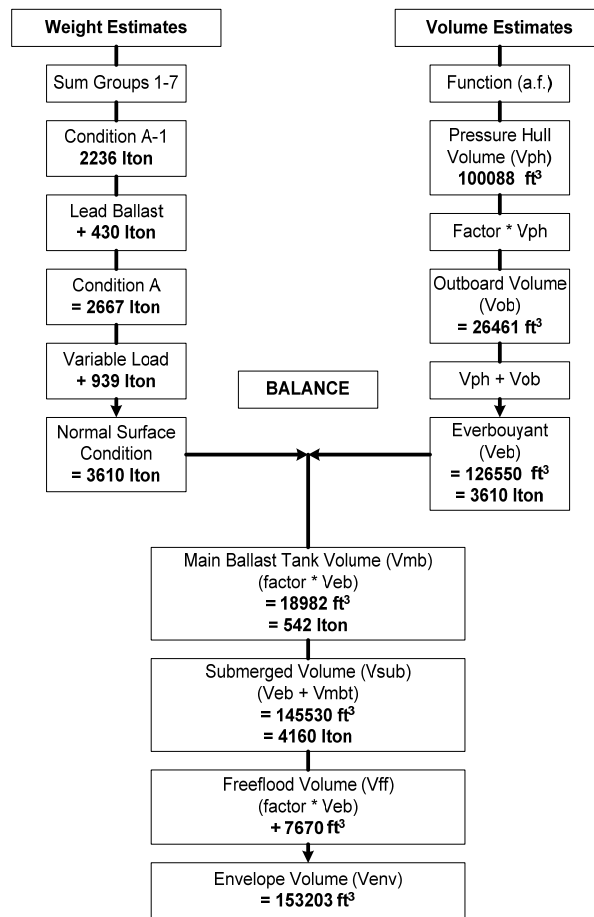 Weight Estimates
Sum Groups 1-7
Condition A-1
2236 lton
Lead Ballast
+ 430 lton
Condition A
= 2667 lton
Variable Load
+ 939 lton
Normal Surface
Condition
= 3610 lton
Volume Estimates
Function (a.f.)
Pressure Hull
Volume (Vph)
100088 ft³
Factor * Vph
Outboard Volume
(Vob)
= 26461 ft³
Vph + Vob
Everbouyant
(Veb)
= 126550 ft³
= 3610 lton
BALANCE
Main Ballast Tank Volume (Vmb)
(factor * Veb)
= 18982 ft³
= 542 lton
Submerged Volume (Vsub)
(Veb + Vmbt)
= 145530 ft³
= 4160 lton
Freeflood Volume (Vff)
(factor * Veb)
+ 7670 ft³
Envelope Volume (Venv)
= 153203 ft³